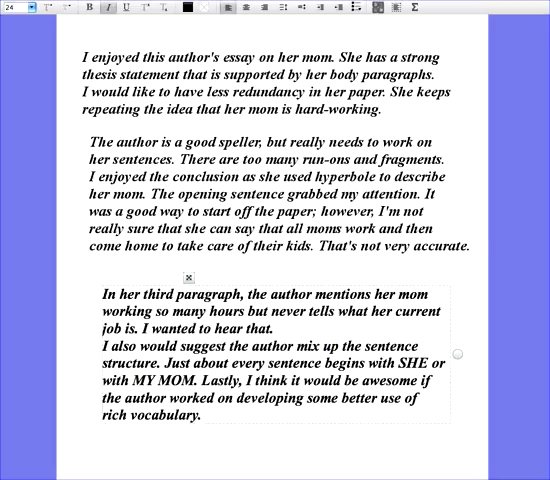 24
I enjoyed this author's essay on her mom. She has a strong
thesis statement that is supported by her body paragraphs.
I would like to have less redundancy in her paper. She keeps
repeating the idea that her mom is hard-working.
The author is a good speller, but really needs to work on
her sentences. There are too many run-ons and fragments.
I enjoyed the conclusion as she used hyperbole to describe
her mom. The opening sentence grabbed my attention. It
was a good way to start off the paper; however, I'm not
really sure that she can say that all moms work and then
come home to take care of their kids. That's not very accurate.
In her third paragraph, the author mentions her mom
working so many hours but never tells what her current
job is. I wanted to hear that.
I also would suggest the author mix up the sentence
structure. Just about every sentence begins with SHE or
with MY MOM. Lastly, I think it would be awesome if
the author worked on developing some better use of
rich vocabulary.